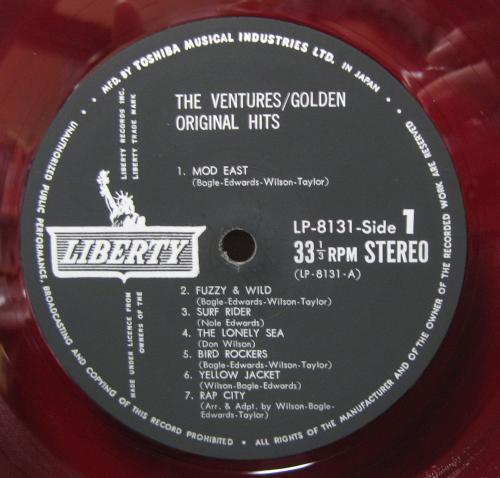 • MFD. BY TOSHIBA MUSICAL INDUSTRIES LTD. IN JAPAN •
THE VENTURES/GOLDEN
ORIGINAL HITS
LIBERTY RECORDS INC.
LIBERTY TRADE MARK
1. MOD EAST
(Bogle-Edwards-Wilson-Taylor)
LIBERTY
LP-8131-Side 1
33 1/3 RPM STEREO
(LP-8131-A)
MADE UNDER LICENCE FROM
OWNERS OF THE
2. FUZZY & WILD
(Bogle-Edwards-Wilson-Taylor)
3. SURF RIDER
(Nole Edwards)
4. THE LONELY SEA
(Don Wilson)
5. BIRD ROCKERS
(Bogle-Edwards-Wilson-Taylor)
6. YELLOW JACKET
(Wilson-Bogle-Edwards)
7. RAP CITY
(Arr. & Adpt. by Wilson-Bogle-
Edwards-Taylor)
UNAUTHORIZED PUBLIC PERFORMANCE, BROADCASTING AND COPYING OF THIS RECORD PROHIBITED • ALL RIGHTS OF THE MANUFACTURER AND OF THE OWNER OF THE RECORDED WORK ARE RESERVED